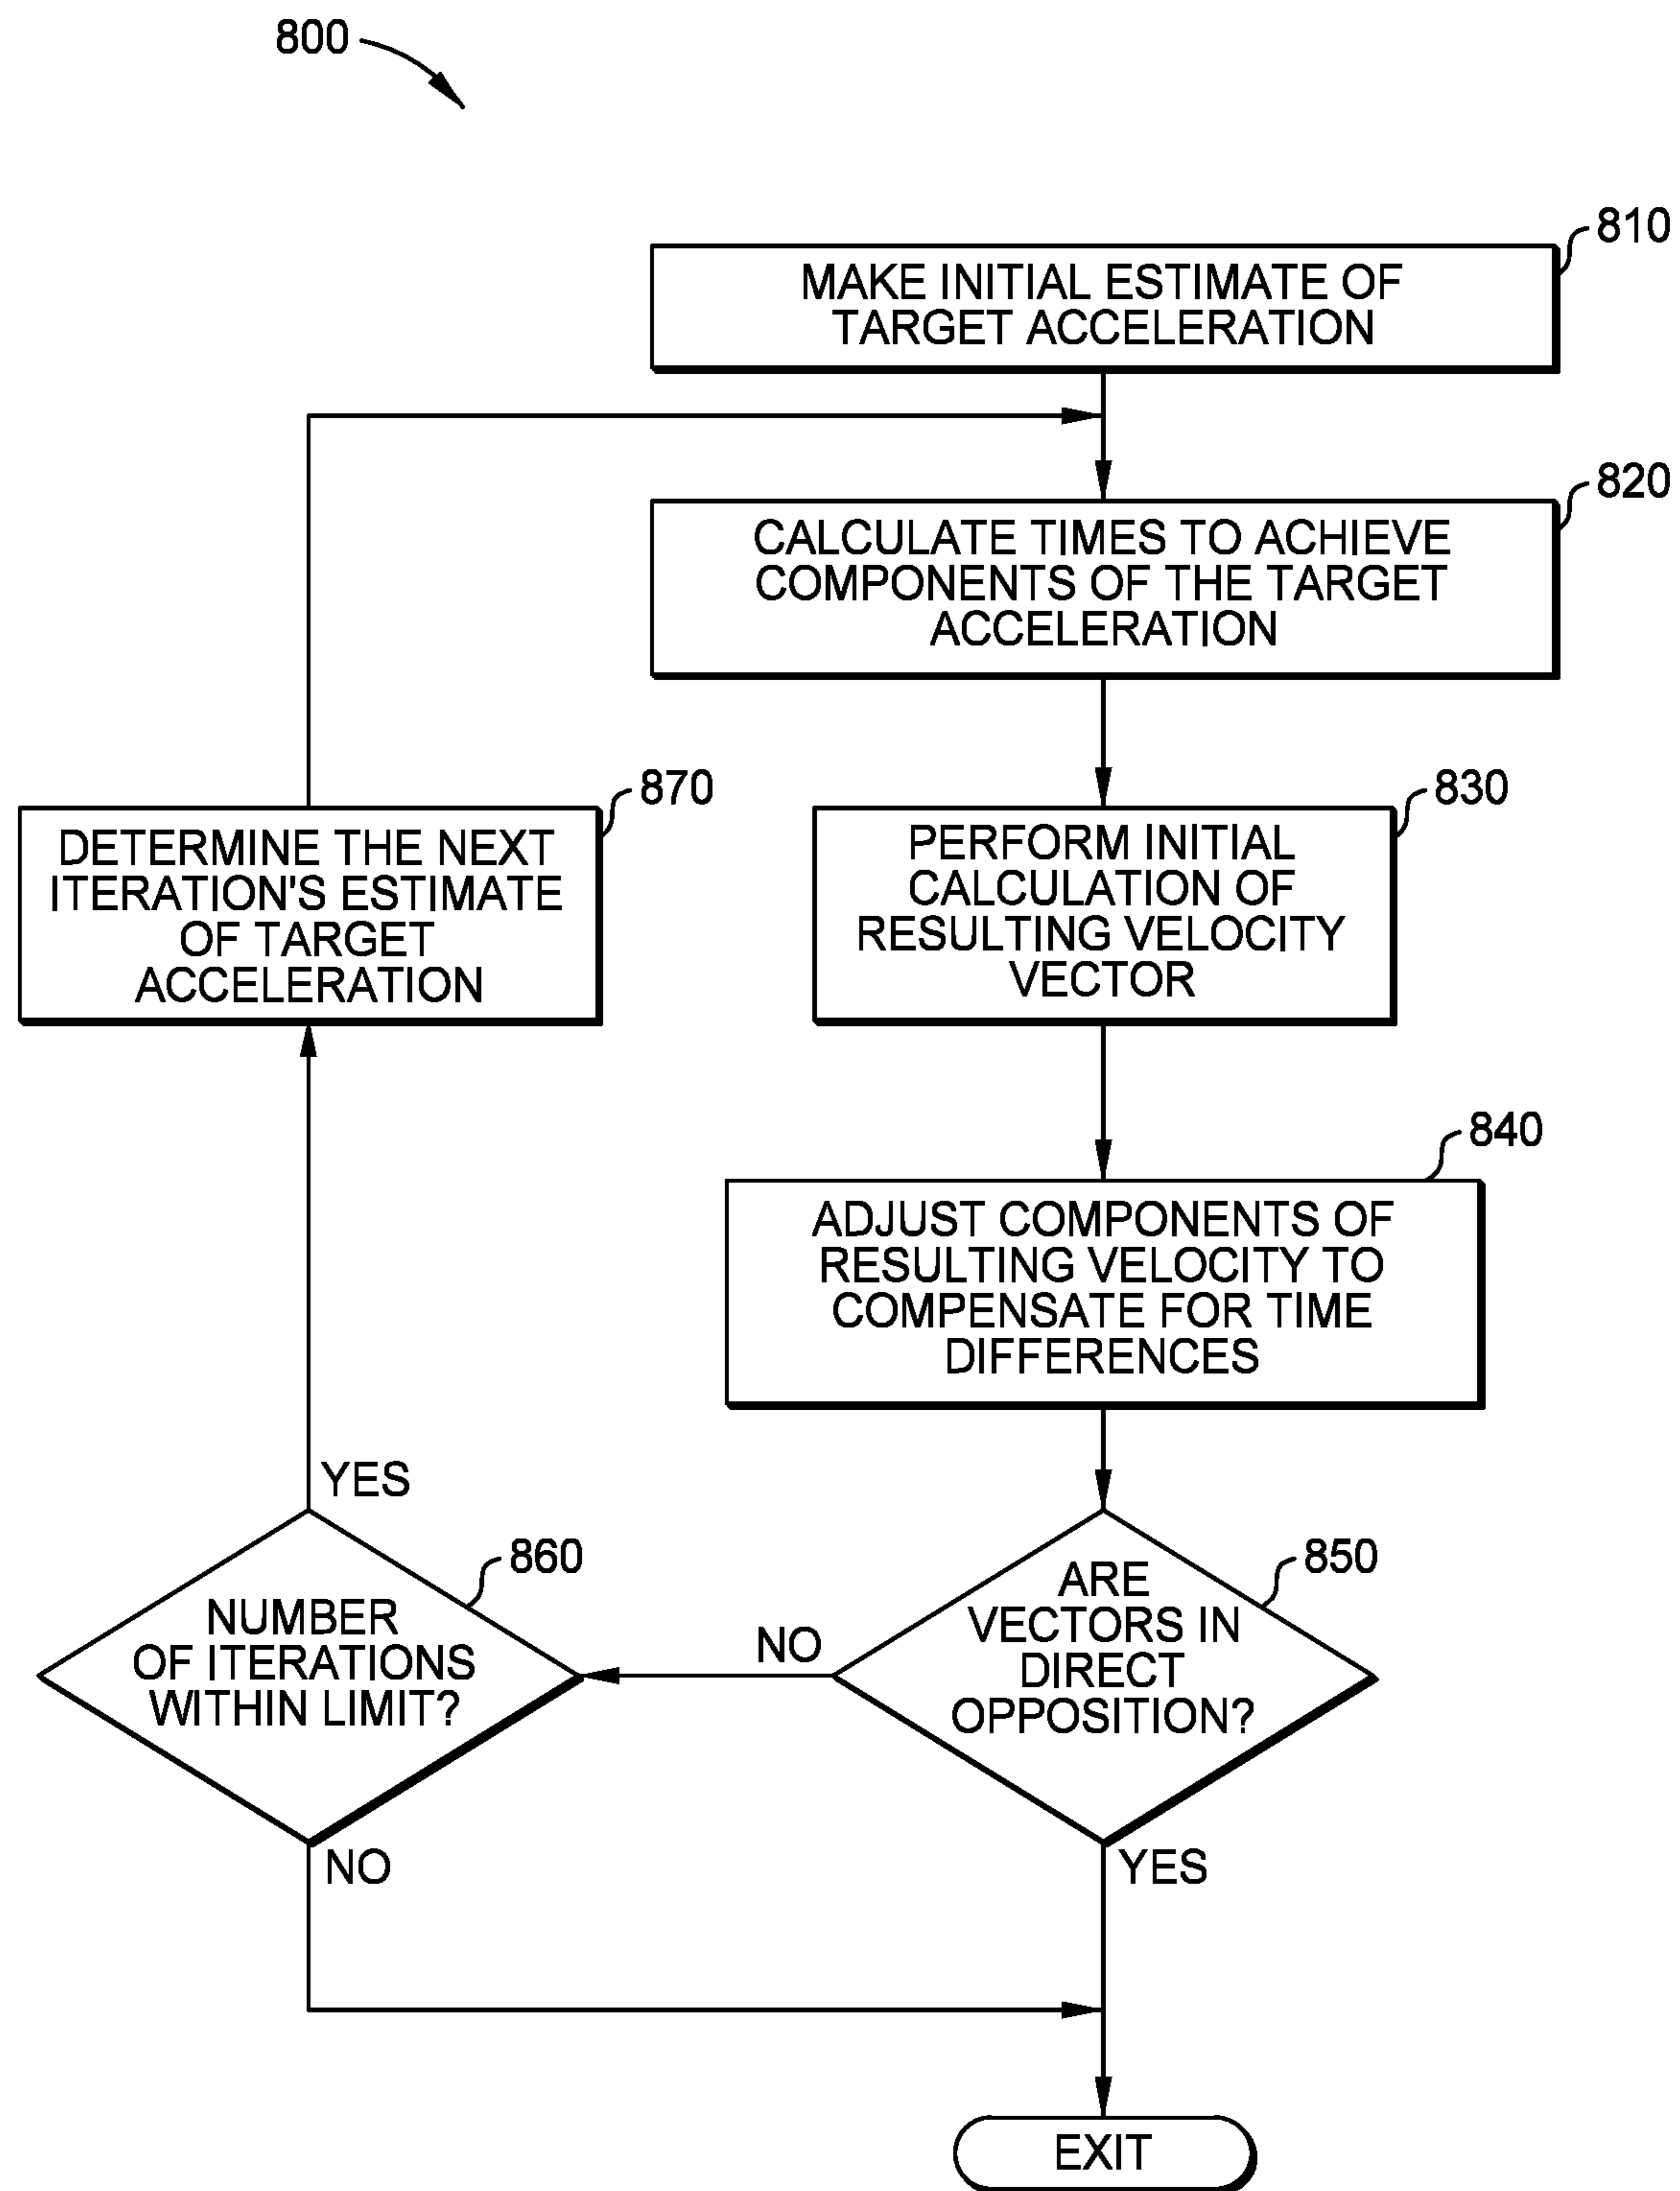 800
810
MAKE INITIAL ESTIMATE OF
TARGET ACCELERATION
820
CALCULATE TIMES TO ACHIEVE
COMPONENTS OF THE TARGET
ACCELERATION
870
DETERMINE THE NEXT
ITERATION'S ESTIMATE
OF TARGET
ACCELERATION
830
PERFORM INITIAL
CALCULATION OF
RESULTING VELOCITY
VECTOR
840
ADJUST COMPONENTS OF
RESULTING VELOCITY TO
COMPENSATE FOR TIME
DIFFERENCES
YES
860
NUMBER
OF ITERATIONS
WITHIN LIMIT?
NO
850
ARE
VECTORS IN
DIRECT
OPPOSITION?
NO
YES
EXIT